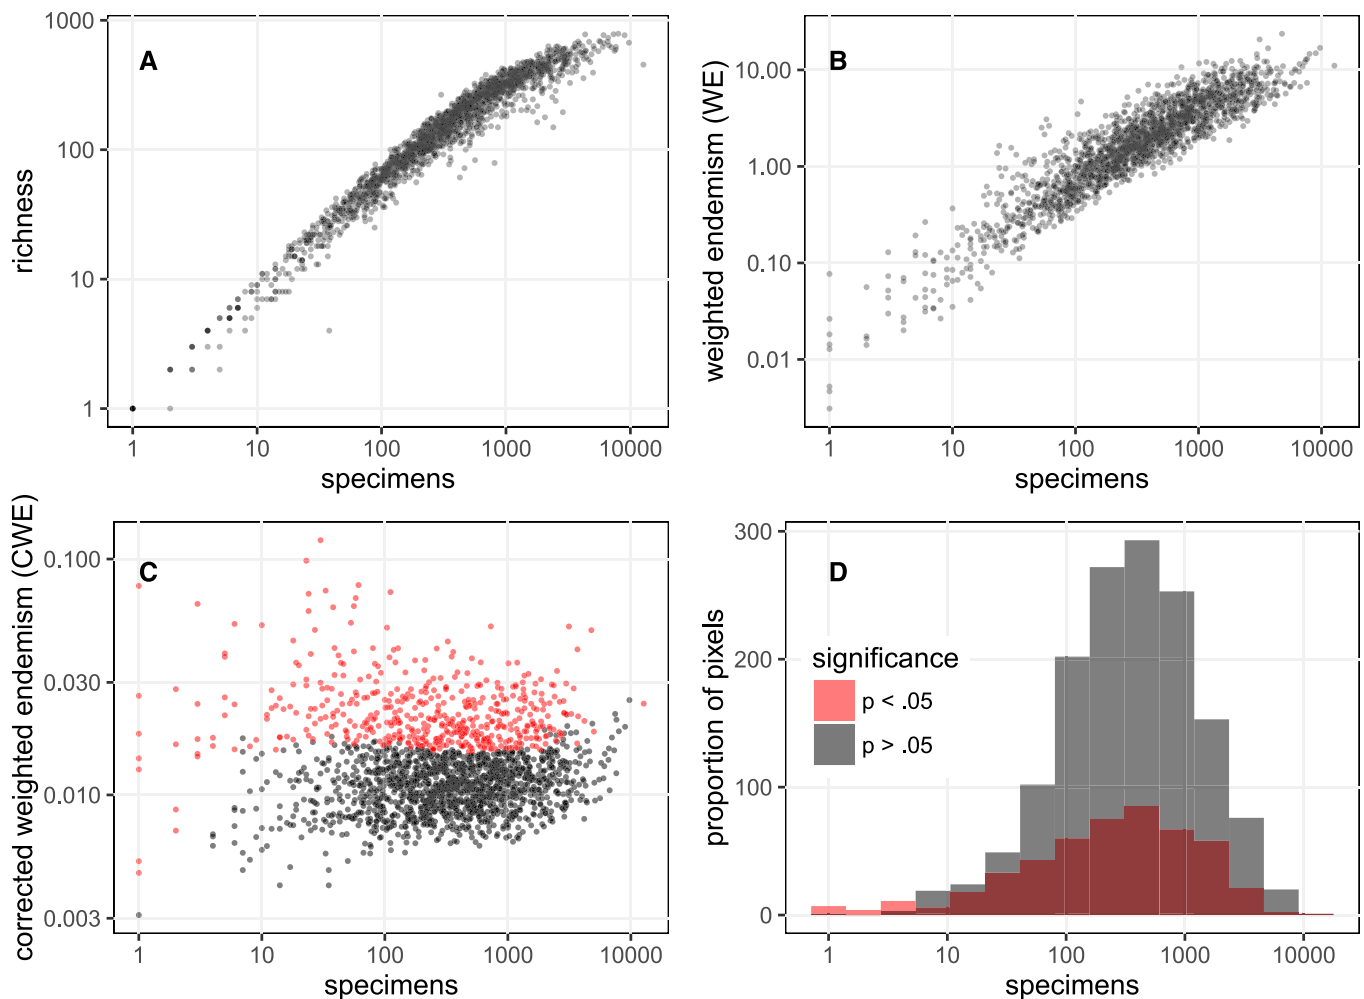 A
richness
1000
100
10
1
1
10
100
1000
10000
specimens
B
weighted endemism (WE)
10.00
1.00
0.10
0.01
1
10
100
1000
10000
specimens
C
corrected weighted endemism (CWE)
0.100
0.030
0.010
0.003
1
10
100
1000
10000
specimens
D
proportion of pixels
300
200
100
0
significance
p < .05
p > .05
1
10
100
1000
10000
specimens